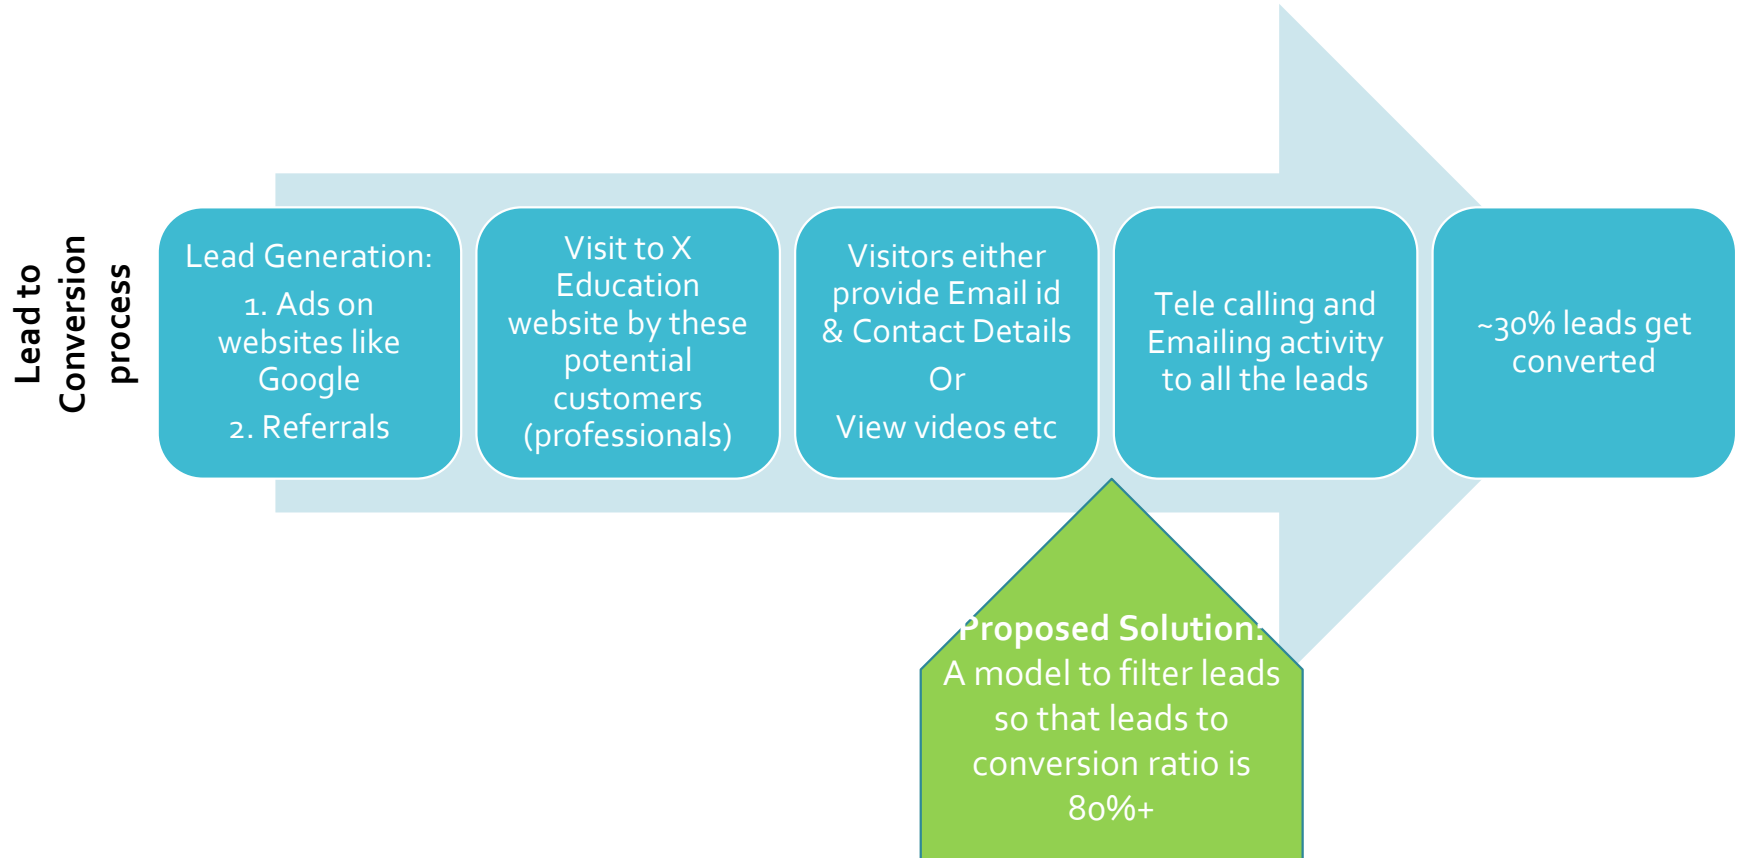 Lead to
Conversion
process
Lead Generation:
1. Ads on
websites like
Google
2. Referrals
Visit to X
Education
website by these
potential
customers
(professionals)
Visitors either
provide Email id
& Contact Details
Or
View videos etc
Tele calling and
Emailing activity
to all the leads
~30% leads get
converted
Proposed Solution:
A model to filter leads
so that leads to
conversion ratio is
80%+